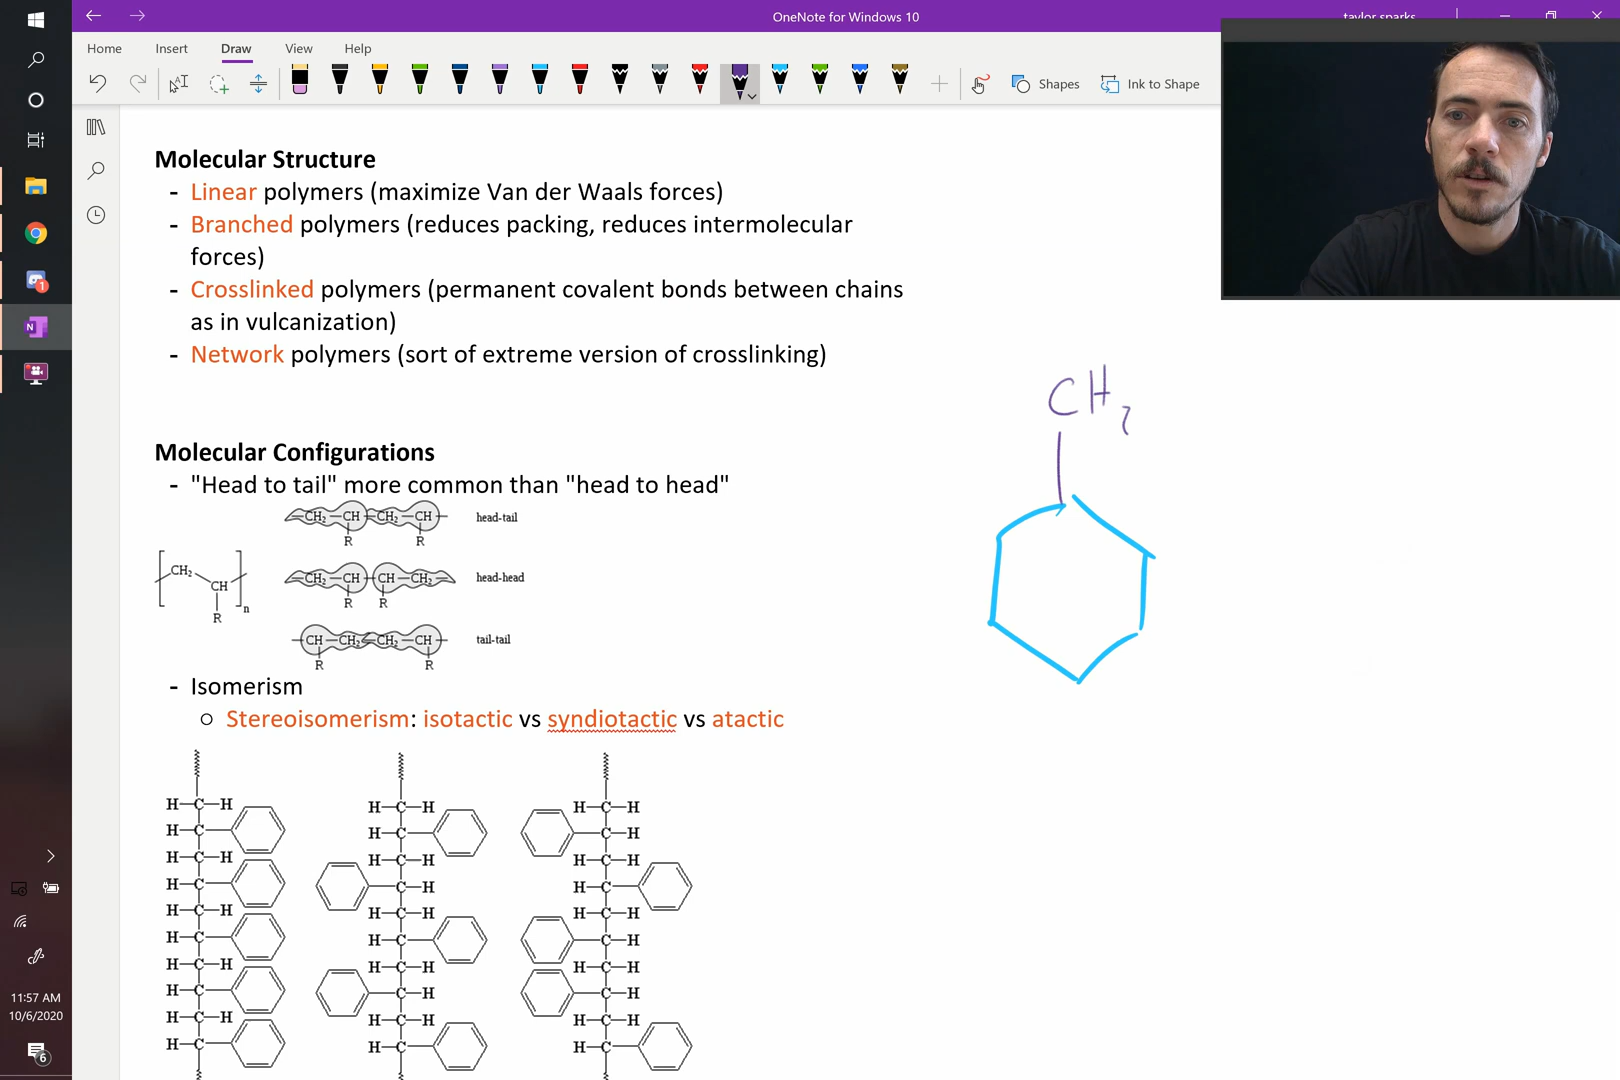 OneNote for Windows 10
taylor sparks
Home Insert Draw View Help
Shapes
Ink to Shape
Molecular Structure
- Linear polymers (maximize Van der Waals forces)
- Branched polymers (reduces packing, reduces intermolecular
forces)
- Crosslinked polymers (permanent covalent bonds between chains
as in vulcanization)
- Network polymers (sort of extreme version of crosslinking)
CH2
Molecular Configurations
- "Head to tail" more common than "head to head"
CH₂ CH CH₂ CH head-tail
R R
CH₂ CH CH CH₂ head-head
R R
CH₂ CH R n
CH CH₂ CH₂ CH tail-tail
R R
- Isomerism
○ Stereoisomerism: isotactic vs syndiotactic vs atactic
H-C-H H-C-H H-C-H
H-C H-C C-H
H-C-H H-C-H H-C-H
H-C C-H H-C
H-C-H H-C-H H-C-H
H-C H-C C-H
H-C-H H-C-H H-C-H
H-C C-H C-H
H-C-H H-C-H H-C-H
H-C H-C H-C
11:57 AM
10/6/2020
6
1
N